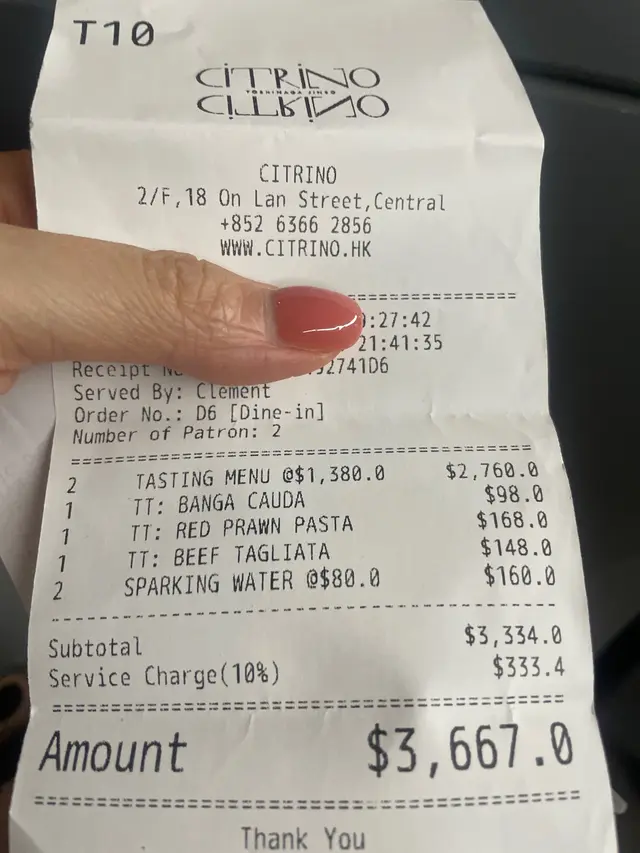 T10
CITRINO
YOSHINAGA JINBO
CITRINO
CITRINO
2/F,18 On Lan Street,Central
+852 6366 2856
WWW.CITRINO.HK
:27:42
21:41:35
Receipt 2741D6
Served By: Clement
Order No.: D6 [Dine-in]
Number of Patron: 2
2 TASTING MENU @$1,380.0 $2,760.0
1 TT: BANGA CAUDA $98.0
1 TT: RED PRAWN PASTA $168.0
1 TT: BEEF TAGLIATA $148.0
2 SPARKING WATER @$80.0 $160.0
Subtotal $3,334.0
Service Charge(10%) $333.4
Amount $3,667.0
Thank You